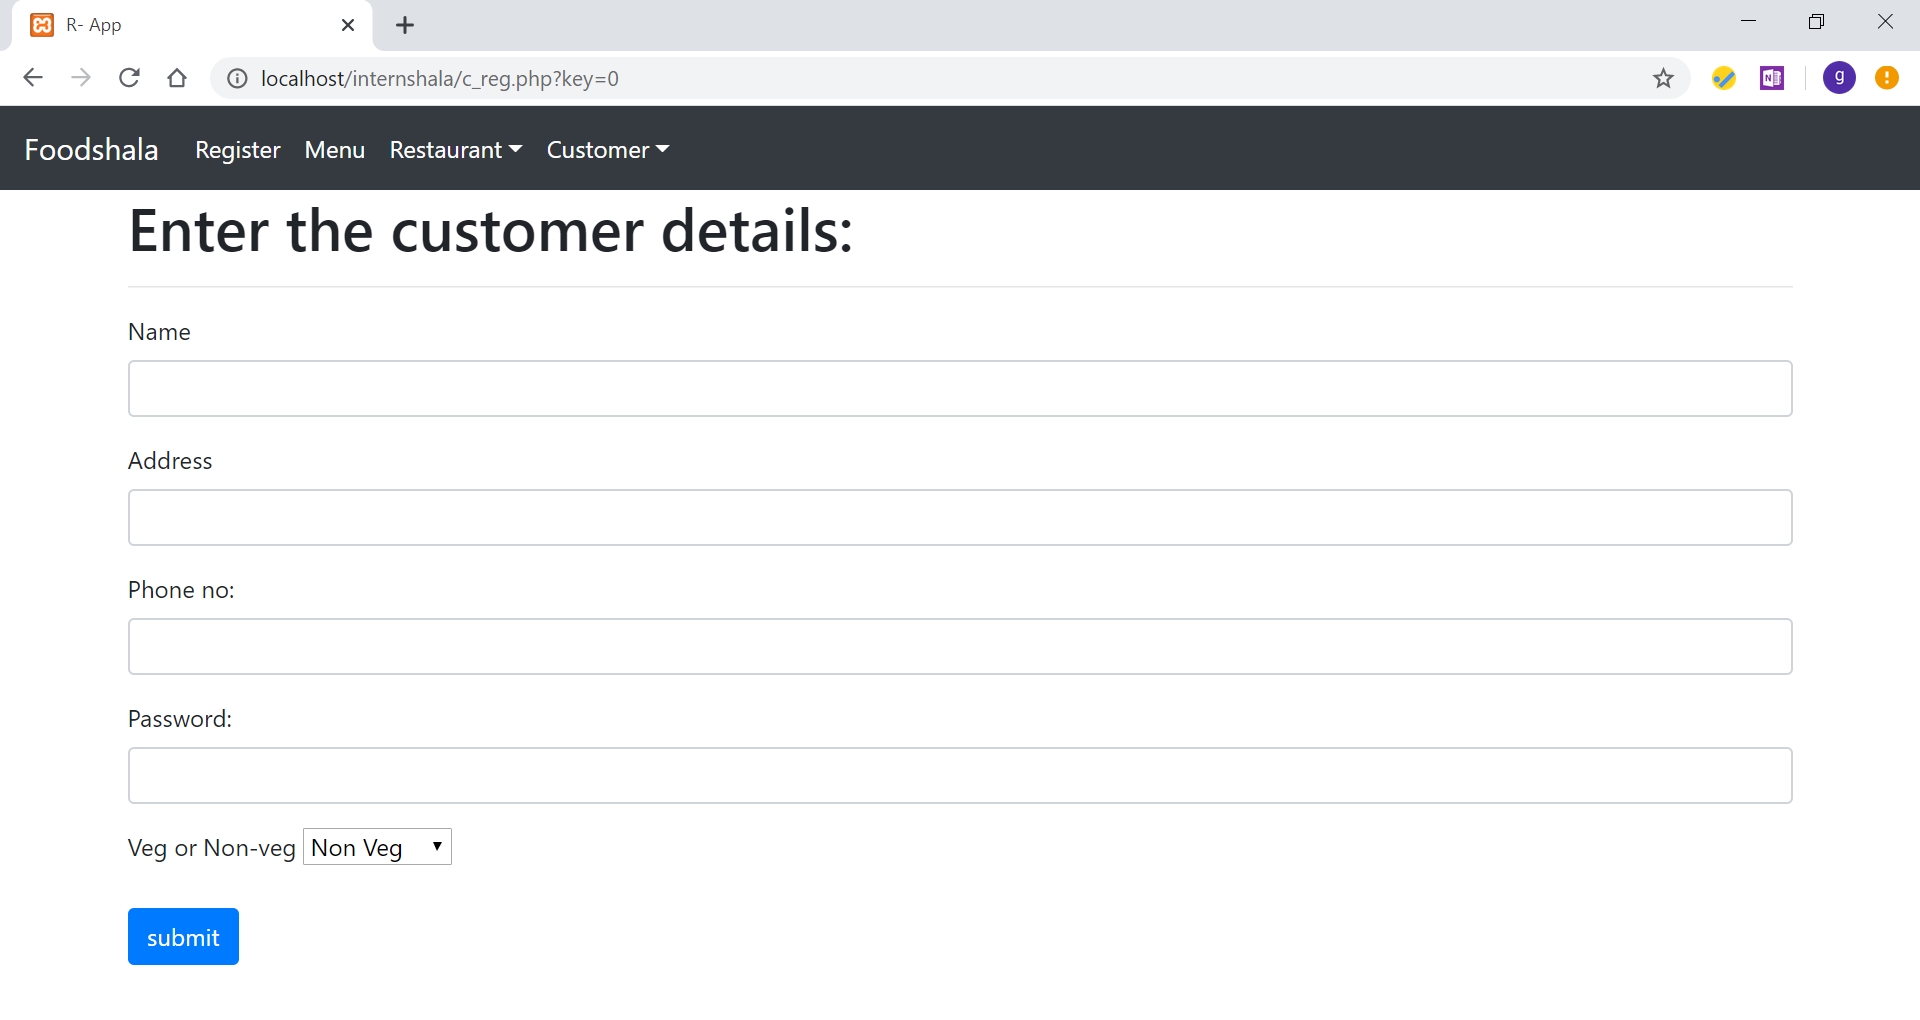 R- App
localhost/internshala/c_reg.php?key=0
g
Foodshala Register Menu Restaurant Customer
Enter the customer details:
Name
Address
Phone no:
Password:
Veg or Non-veg Non Veg
submit